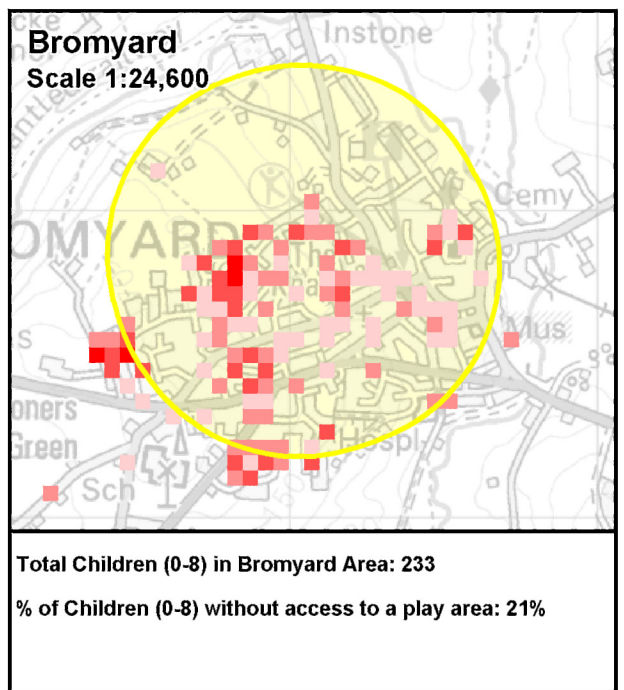 Bromyard
Scale 1:24,600
Instone
Cemy
OMYARD
Mus
oners
Green
Hospl
Sch
Total Children (0-8) in Bromyard Area: 233
% of Children (0-8) without access to a play area: 21%